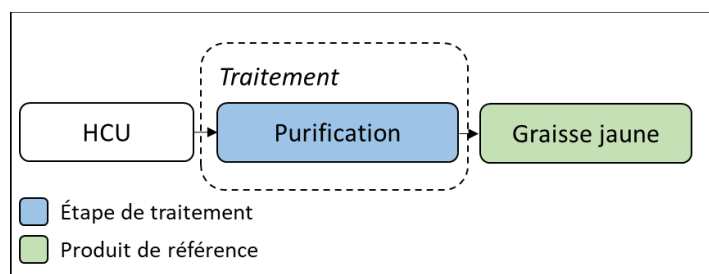 Traitement
HCU
Purification
Graisse jaune
Étape de traitement
Produit de référence